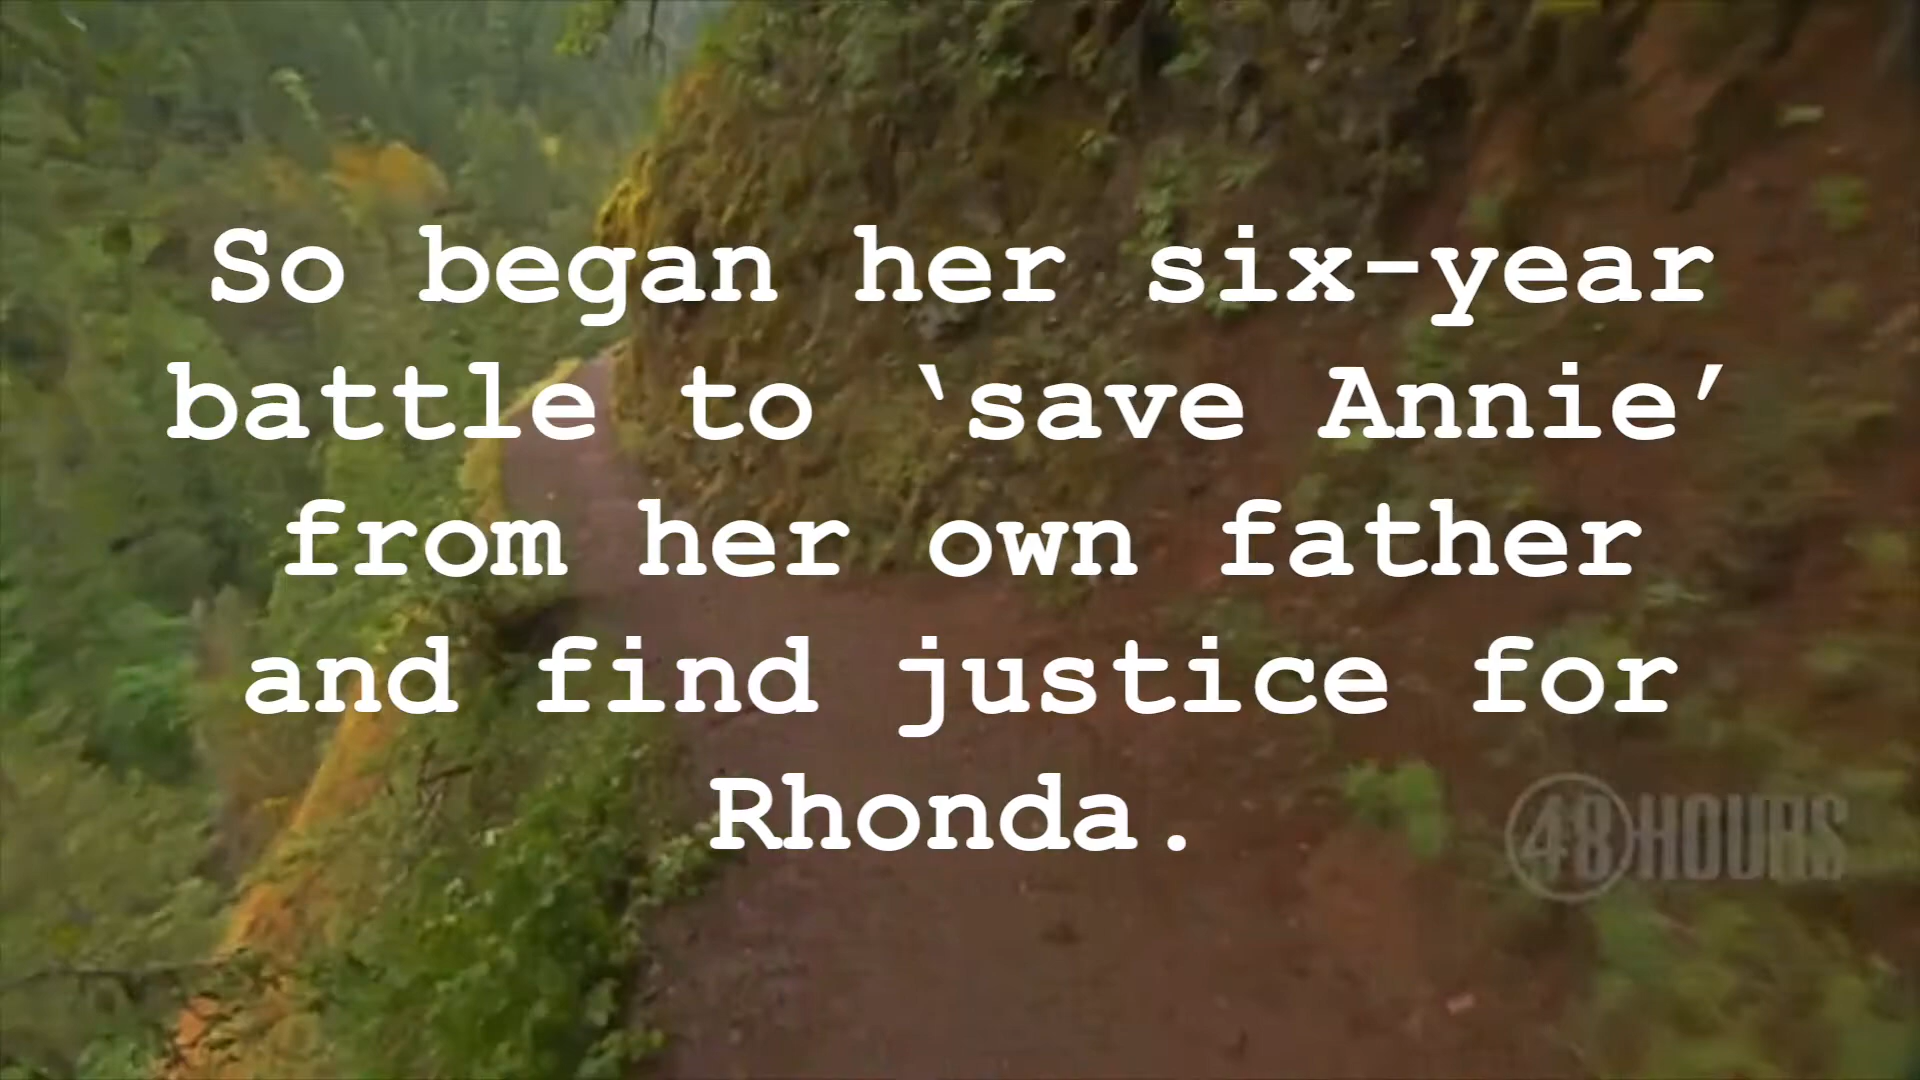 So began her six-year
battle to ‘save Annie’
from her own father
and find justice for
Rhonda.
48 HOURS